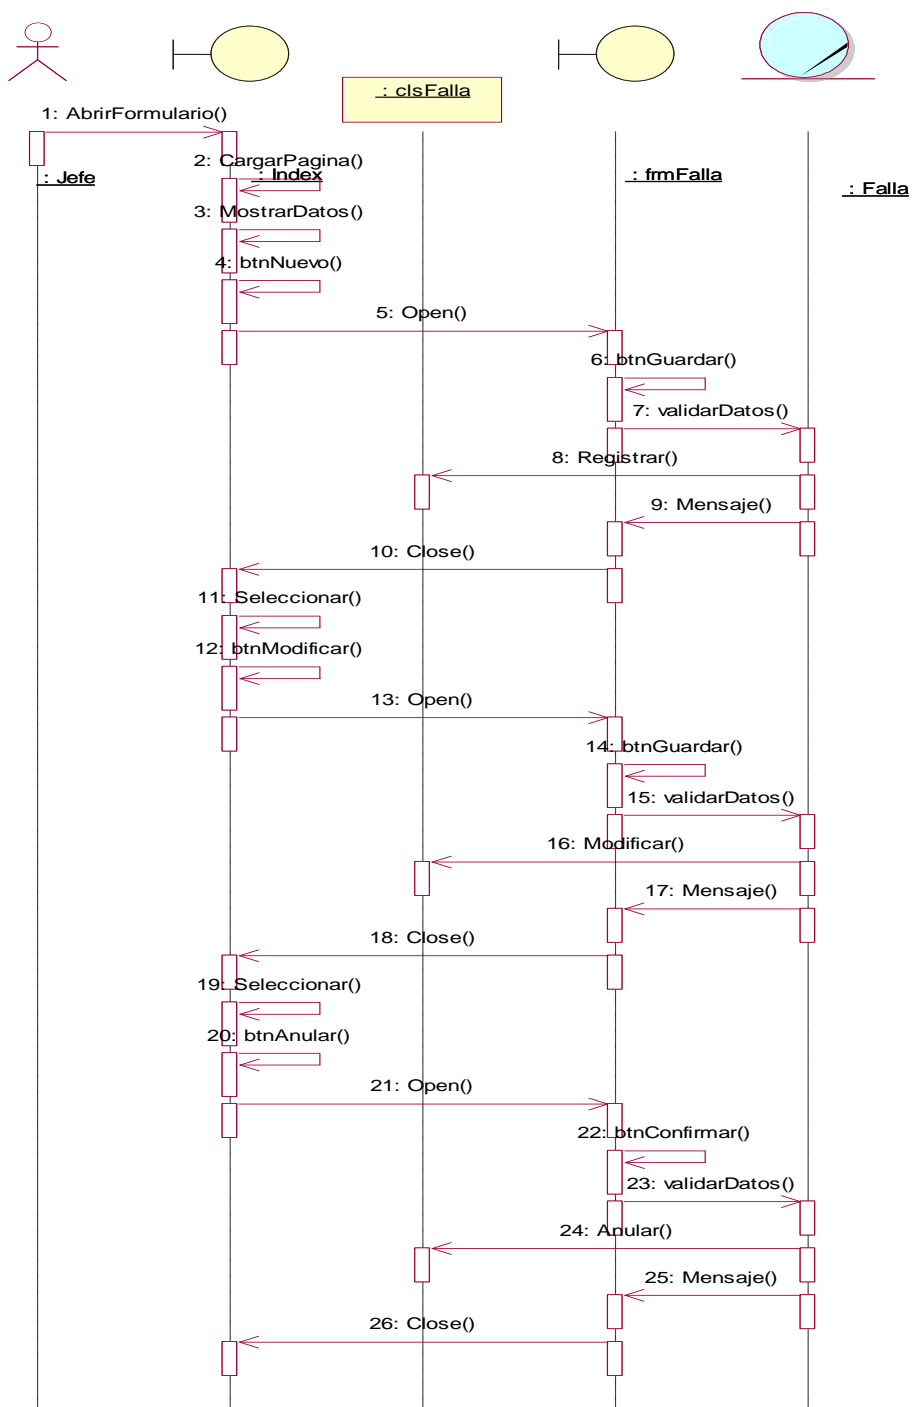 : clsFalla
1: AbrirFormulario()
2: CargarPagina()
: Jefe
: Index
: frmFalla
: Falla
3: MostrarDatos()
4: btnNuevo()
5: Open()
6: btnGuardar()
7: validarDatos()
8: Registrar()
9: Mensaje()
10: Close()
11: Seleccionar()
12: btnModificar()
13: Open()
14: btnGuardar()
15: validarDatos()
16: Modificar()
17: Mensaje()
18: Close()
19: Seleccionar()
20: btnAnular()
21: Open()
22: btnConfirmar()
23: validarDatos()
24: Anular()
25: Mensaje()
26: Close()